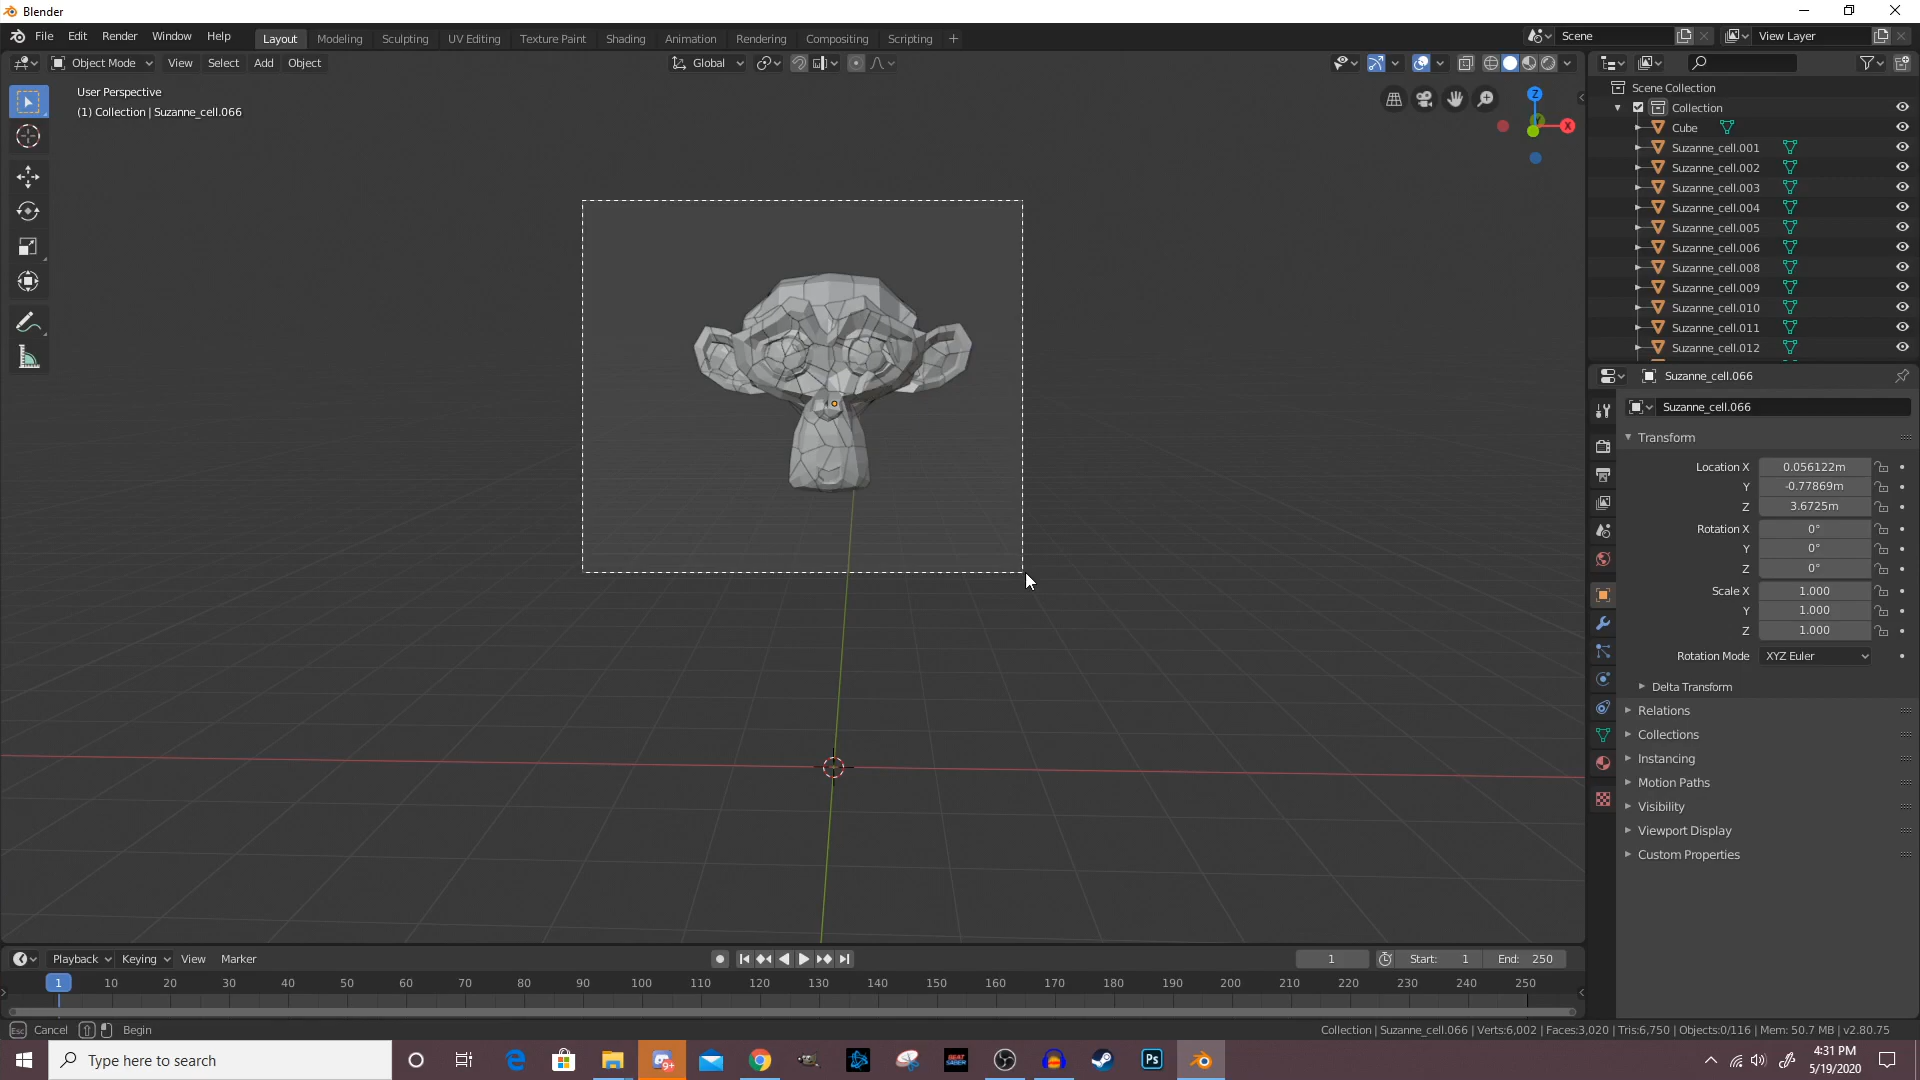 Blender
File Edit Render Window Help
Layout Modeling Sculpting UV Editing Texture Paint Shading Animation Rendering Compositing Scripting +
Scene
View Layer
Object Mode View Select Add Object
Global
User Perspective
(1) Collection | Suzanne_cell.066
Z
X
Scene Collection
Collection
Cube
Suzanne_cell.001
Suzanne_cell.002
Suzanne_cell.003
Suzanne_cell.004
Suzanne_cell.005
Suzanne_cell.006
Suzanne_cell.008
Suzanne_cell.009
Suzanne_cell.010
Suzanne_cell.011
Suzanne_cell.012
Suzanne_cell.066
Suzanne_cell.066
Transform
Location X 0.056122m
Y -0.77869m
Z 3.6725m
Rotation X 0°
Y 0°
Z 0°
Scale X 1.000
Y 1.000
Z 1.000
Rotation Mode XYZ Euler
Delta Transform
Relations
Collections
Instancing
Motion Paths
Visibility
Viewport Display
Custom Properties
Playback Keying View Marker
1 Start: 1 End: 250
1 10 20 30 40 50 60 70 80 90 100 110 120 130 140 150 160 170 180 190 200 210 220 230 240 250
Esc Cancel Begin
Collection | Suzanne_cell.066 | Verts:6,002 | Faces:3,020 | Tris:6,750 | Objects:0/116 | Mem: 50.7 MB | v2.80.75
Type here to search
9+
BEAT SABER
Ps
4:31 PM
5/19/2020